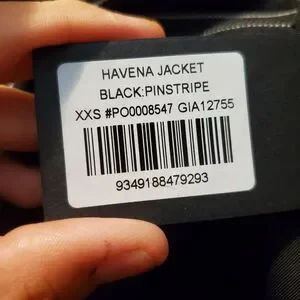 HAVENA JACKET
BLACK:PINSTRIPE
XXS #PO0008547 GIA12755
9349188479293